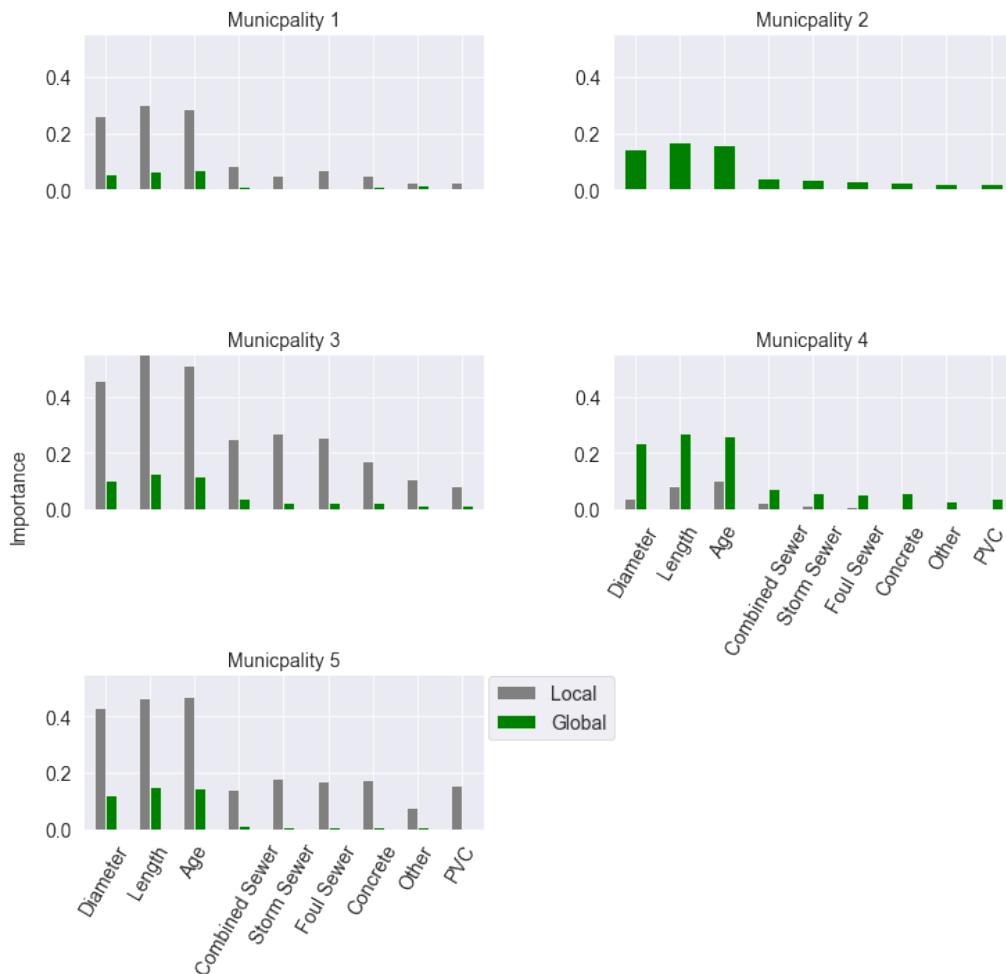 Municpality 1
0.4
0.2
0.0
Municpality 2
0.4
0.2
0.0
Importance
Municpality 3
0.4
0.2
0.0
Municpality 4
0.4
0.2
0.0
Diameter
Length
Age
Combined Sewer
Storm Sewer
Foul Sewer
Concrete
Other
PVC
Municpality 5
0.4
0.2
0.0
Diameter
Length
Age
Combined Sewer
Storm Sewer
Foul Sewer
Concrete
Other
PVC
Local
Global